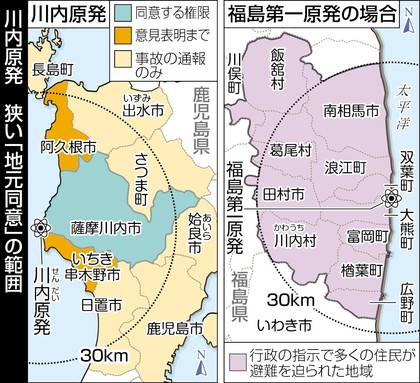 川内原発　狭い「地元同意」の範囲
川内原発
同意する権限
意見表明まで
事故の通報
のみ
長島町
いずみ
出水市
鹿児島県
阿久根市
さつま町
薩摩川内市
あいら
姶良市
いちき
串木野市
せんだい
川内原発
日置市
鹿児島市
30km
N
福島第一原発の場合
川俣町
飯舘村
南相馬市
太平洋
葛尾村
浪江町
双葉町
田村市
大熊町
福島第一原発
かわうち
川内村
富岡町
楢葉町
福島県
30km
広野町
いわき市
N
行政の指示で多くの住民が
避難を迫られた地域